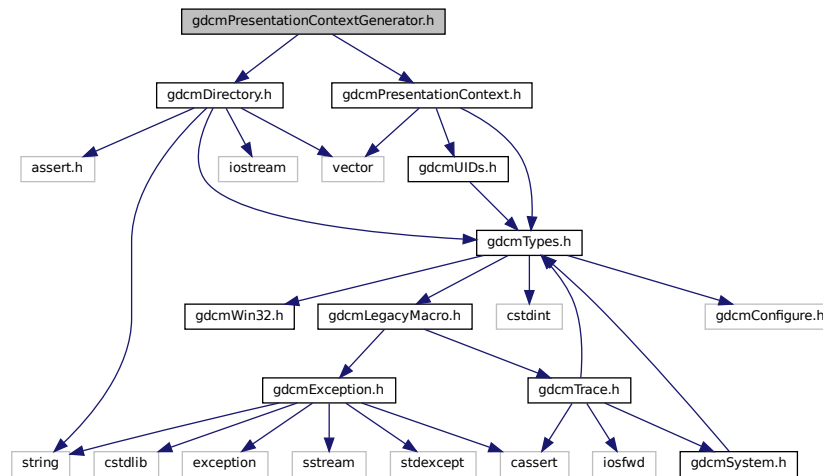 gdcmPresentationContextGenerator.h
gdcmDirectory.h
gdcmPresentationContext.h
assert.h
iostream
vector
gdcmUIDs.h
gdcmTypes.h
gdcmWin32.h
gdcmLegacyMacro.h
cstdint
gdcmConfigure.h
gdcmException.h
gdcmTrace.h
string
cstdlib
exception
sstream
stdexcept
cassert
iosfwd
gdcmSystem.h